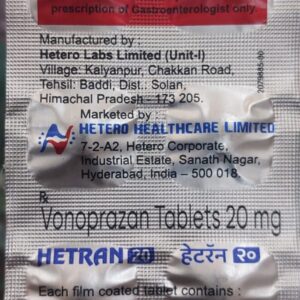 prescription of Gastroenterologist only.
Manufactured by :
Hetero Labs Limited (Unit-I)
Village: Kalyanpur, Chakkan Road,
Tehsil: Baddi, Dist.: Solan,
Himachal Pradesh - 173 205.
Marketed by :
HETERO HEALTHCARE LIMITED
7-2-A2, Hetero Corporate,
Industrial Estate, Sanath Nagar,
Hyderabad, India – 500 018.
Rx
Vonoprazan Tablets 20 mg
HETRAN 20 हेटरॅन २०
Each film coated tablet contains :